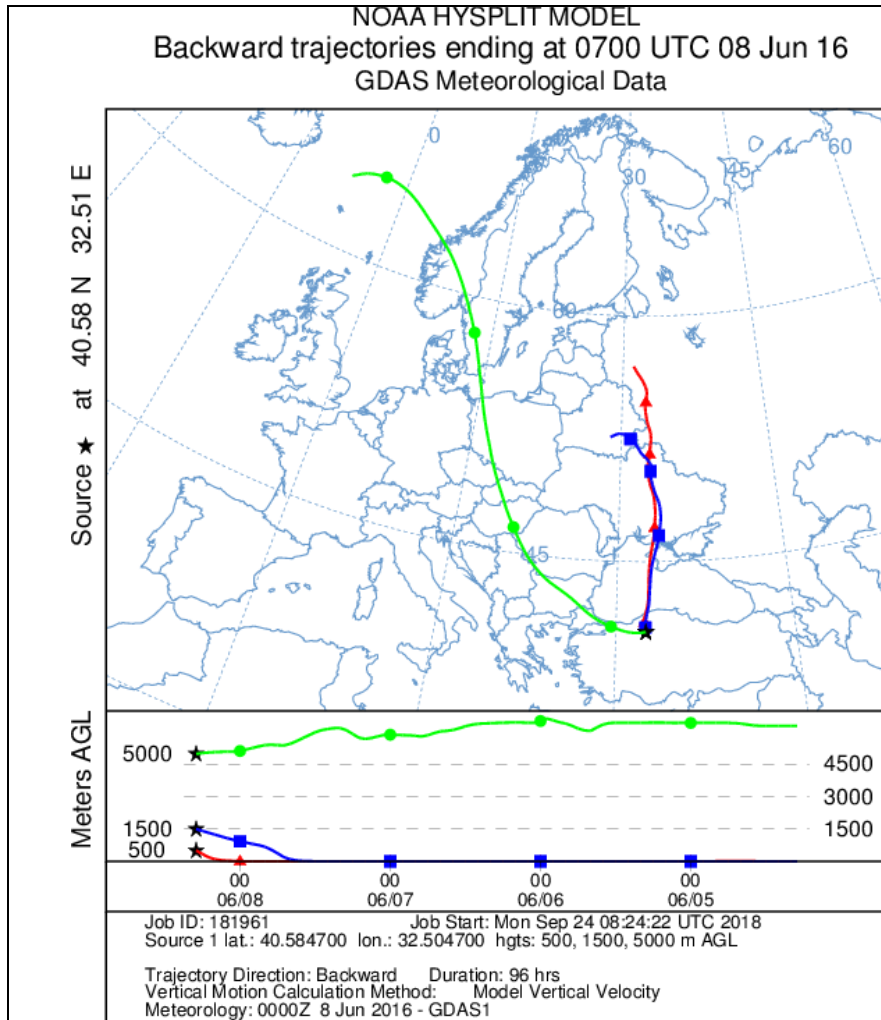 NOAA HYSPLIT MODEL
Backward trajectories ending at 0700 UTC 08 Jun 16
GDAS Meteorological Data
Source ★ at 40.58 N 32.51 E
0
30
45
60
60
45
Meters AGL
5000
1500
500
4500
3000
1500
00 00 00 00
06/08 06/07 06/06 06/05
Job ID: 181961 Job Start: Mon Sep 24 08:24:22 UTC 2018
Source 1 lat.: 40.584700 lon.: 32.504700 hgts: 500, 1500, 5000 m AGL
Trajectory Direction: Backward Duration: 96 hrs
Vertical Motion Calculation Method: Model Vertical Velocity
Meteorology: 0000Z 8 Jun 2016 - GDAS1